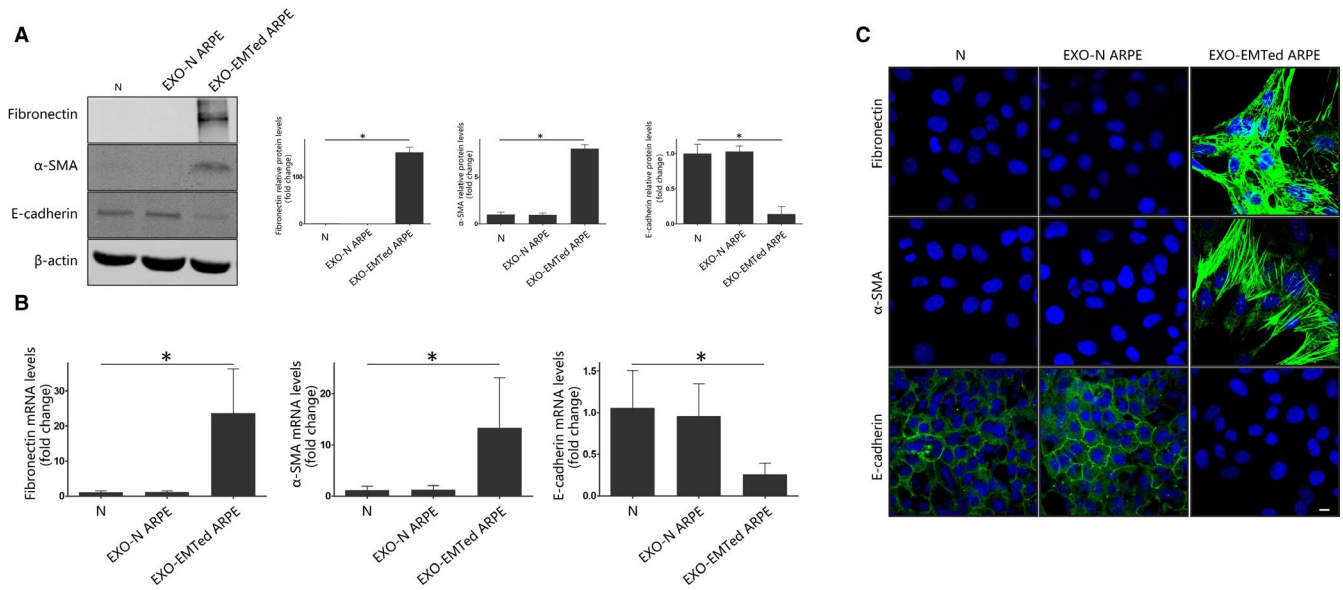 A
N
EXO-N ARPE
EXO-EMTed ARPE
Fibronectin
α-SMA
E-cadherin
β-actin
Fibronectin relative protein levels
(fold change)
100
0
*
N
EXO-N ARPE
EXO-EMTed ARPE
α-SMA relative protein levels
(fold change)
5
0
*
N
EXO-N ARPE
EXO-EMTed ARPE
E-cadherin relative protein levels
(fold change)
1.0
0.5
0.0
*
N
EXO-N ARPE
EXO-EMTed ARPE
B
Fibronectin mRNA levels
(fold change)
30
20
10
0
*
N
EXO-N ARPE
EXO-EMTed ARPE
α-SMA mRNA levels
(fold change)
20
10
0
*
N
EXO-N ARPE
EXO-EMTed ARPE
E-cadherin mRNA levels
(fold change)
1.5
1.0
0.5
0.0
*
N
EXO-N ARPE
EXO-EMTed ARPE
C
N
EXO-N ARPE
EXO-EMTed ARPE
Fibronectin
α-SMA
E-cadherin